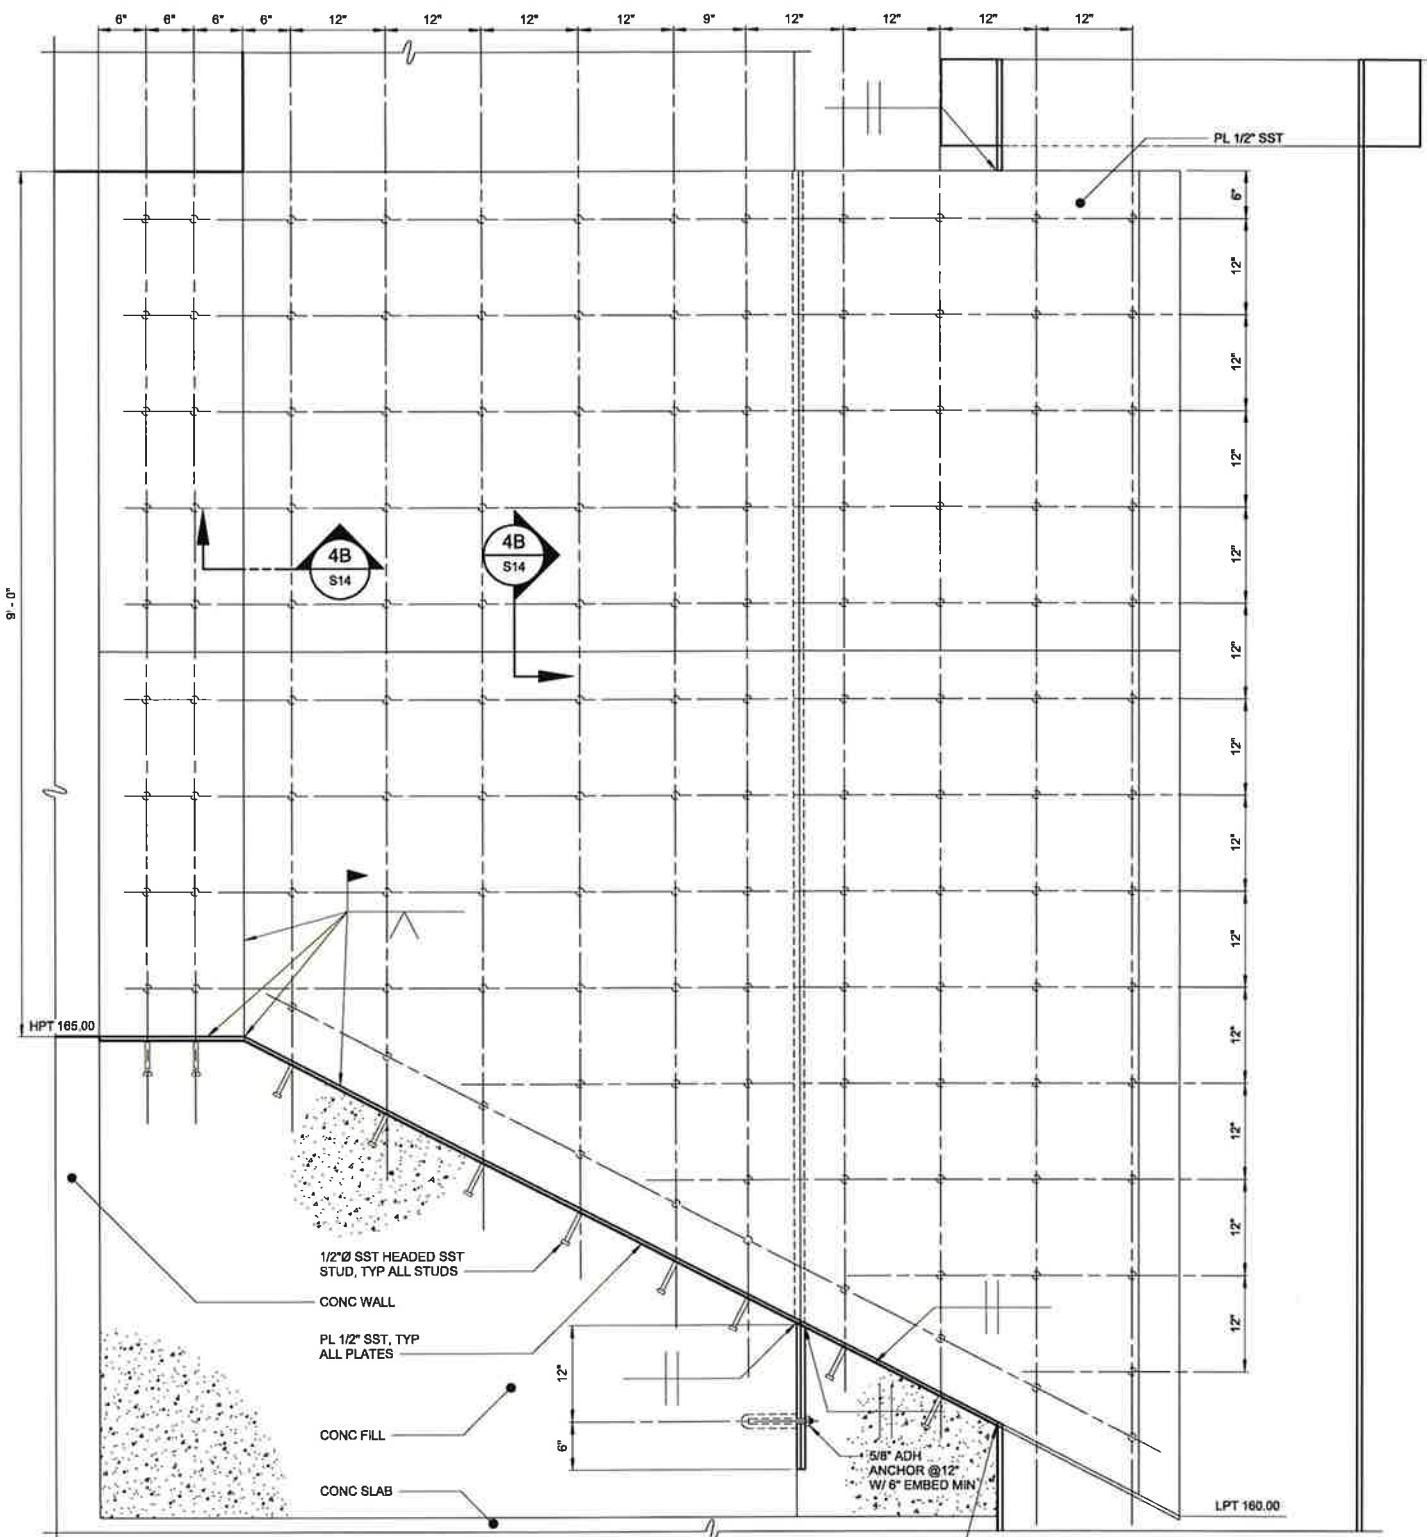 6" 6" 6" 6" 12" 12" 12" 12" 9" 12" 12" 12" 12"
PL 1/2" SST
6"
12"
12"
12"
12"
12"
12"
12"
12"
12"
12"
12"
12"
9' - 0"
4B
S14
4B
S14
HPT 165.00
1/2"Ø SST HEADED SST
STUD, TYP ALL STUDS
CONC WALL
PL 1/2" SST, TYP
ALL PLATES
12"
6"
CONC FILL
5/8" ADH
ANCHOR @12"
W/ 6" EMBED MIN
CONC SLAB
LPT 160.00